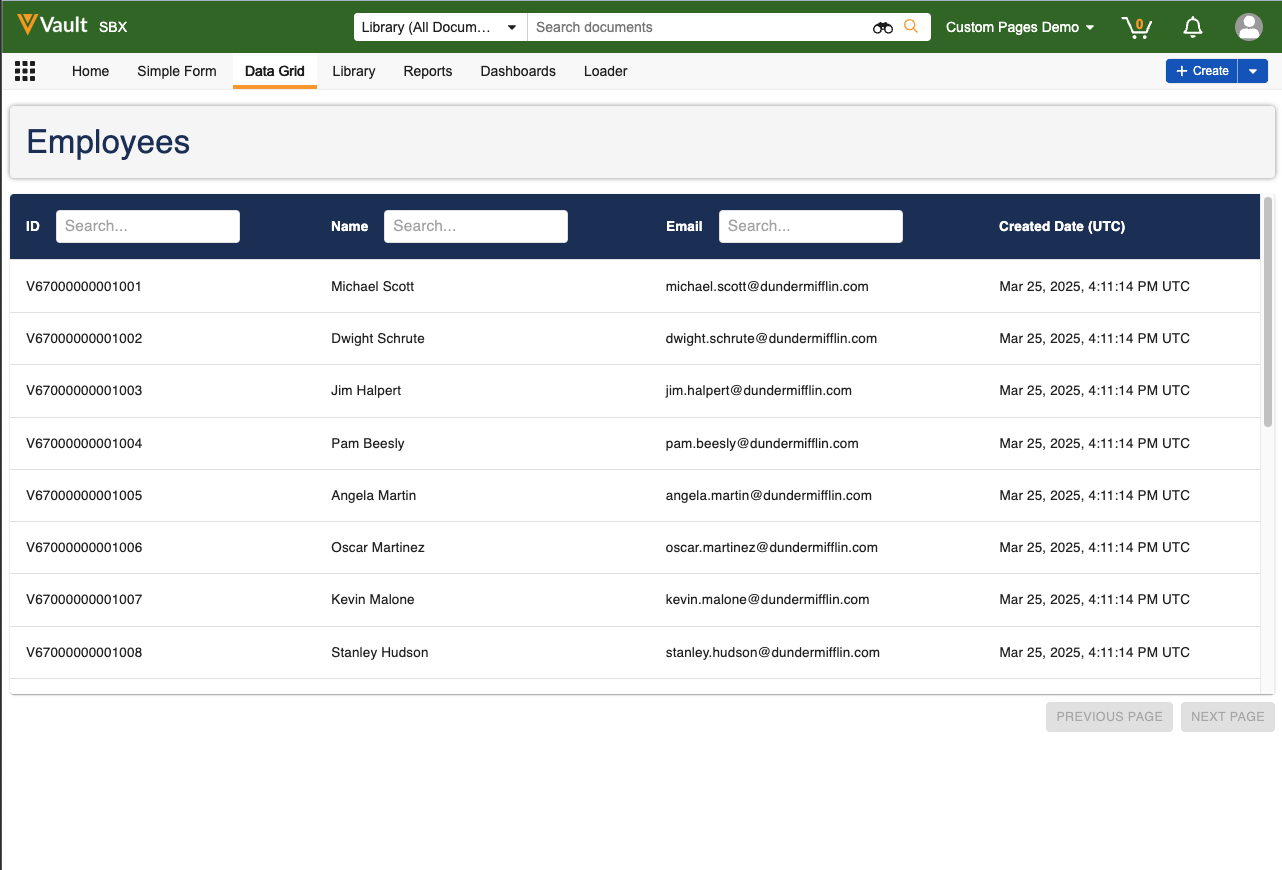 Vault SBX Library (All Docum... Search documents Custom Pages Demo 0
Home Simple Form Data Grid Library Reports Dashboards Loader + Create
Employees
ID Search... Name Search... Email Search... Created Date (UTC)
V67000000001001 Michael Scott michael.scott@dundermifflin.com Mar 25, 2025, 4:11:14 PM UTC
V67000000001002 Dwight Schrute dwight.schrute@dundermifflin.com Mar 25, 2025, 4:11:14 PM UTC
V67000000001003 Jim Halpert jim.halpert@dundermifflin.com Mar 25, 2025, 4:11:14 PM UTC
V67000000001004 Pam Beesly pam.beesly@dundermifflin.com Mar 25, 2025, 4:11:14 PM UTC
V67000000001005 Angela Martin angela.martin@dundermifflin.com Mar 25, 2025, 4:11:14 PM UTC
V67000000001006 Oscar Martinez oscar.martinez@dundermifflin.com Mar 25, 2025, 4:11:14 PM UTC
V67000000001007 Kevin Malone kevin.malone@dundermifflin.com Mar 25, 2025, 4:11:14 PM UTC
V67000000001008 Stanley Hudson stanley.hudson@dundermifflin.com Mar 25, 2025, 4:11:14 PM UTC
PREVIOUS PAGE NEXT PAGE